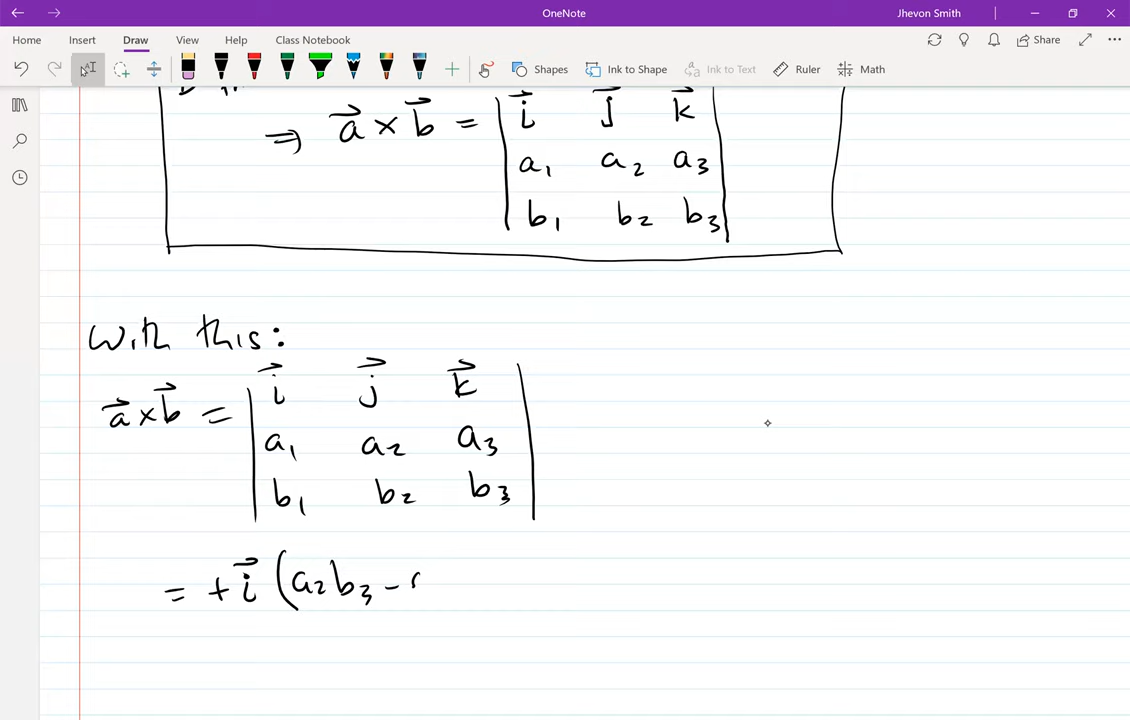 OneNote
Jhevon Smith
Home Insert Draw View Help Class Notebook
Share
Shapes Ink to Shape Ink to Text Ruler Math
⇒ a⃗ × b⃗ = | i⃗ j⃗ k⃗ |
| a₁ a₂ a₃ |
| b₁ b₂ b₃ |
With this:
a⃗ × b⃗ = | i⃗ j⃗ k⃗ |
| a₁ a₂ a₃ |
| b₁ b₂ b₃ |
= + i⃗ (a₂b₃ −